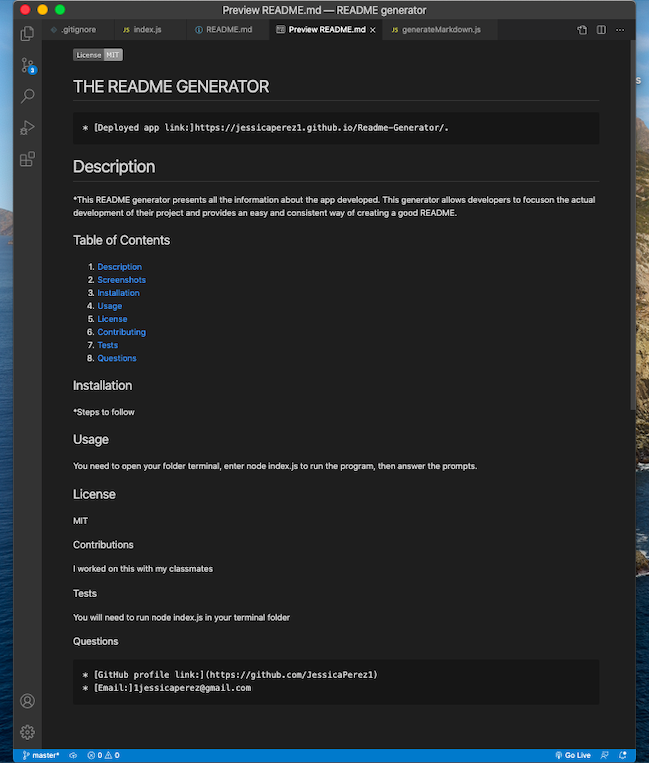 Preview README.md — README generator
.gitignore
JS index.js
README.md
Preview README.md
JS generateMarkdown.js
License MIT
THE README GENERATOR
* [Deployed app link:]https://jessicaperez1.github.io/Readme-Generator/.
Description
*This README generator presents all the information about the app developed. This generator allows developers to focuson the actual
development of their project and provides an easy and consistent way of creating a good README.
Table of Contents
1. Description
2. Screenshots
3. Installation
4. Usage
5. License
6. Contributing
7. Tests
8. Questions
Installation
*Steps to follow
Usage
You need to open your folder terminal, enter node index.js to run the program, then answer the prompts.
License
MIT
Contributions
I worked on this with my classmates
Tests
You will need to run node index.js in your terminal folder
Questions
* [GitHub profile link:](https://github.com/JessicaPerez1)
* [Email:]1jessicaperez@gmail.com
3
master*
0
0
Go Live
s